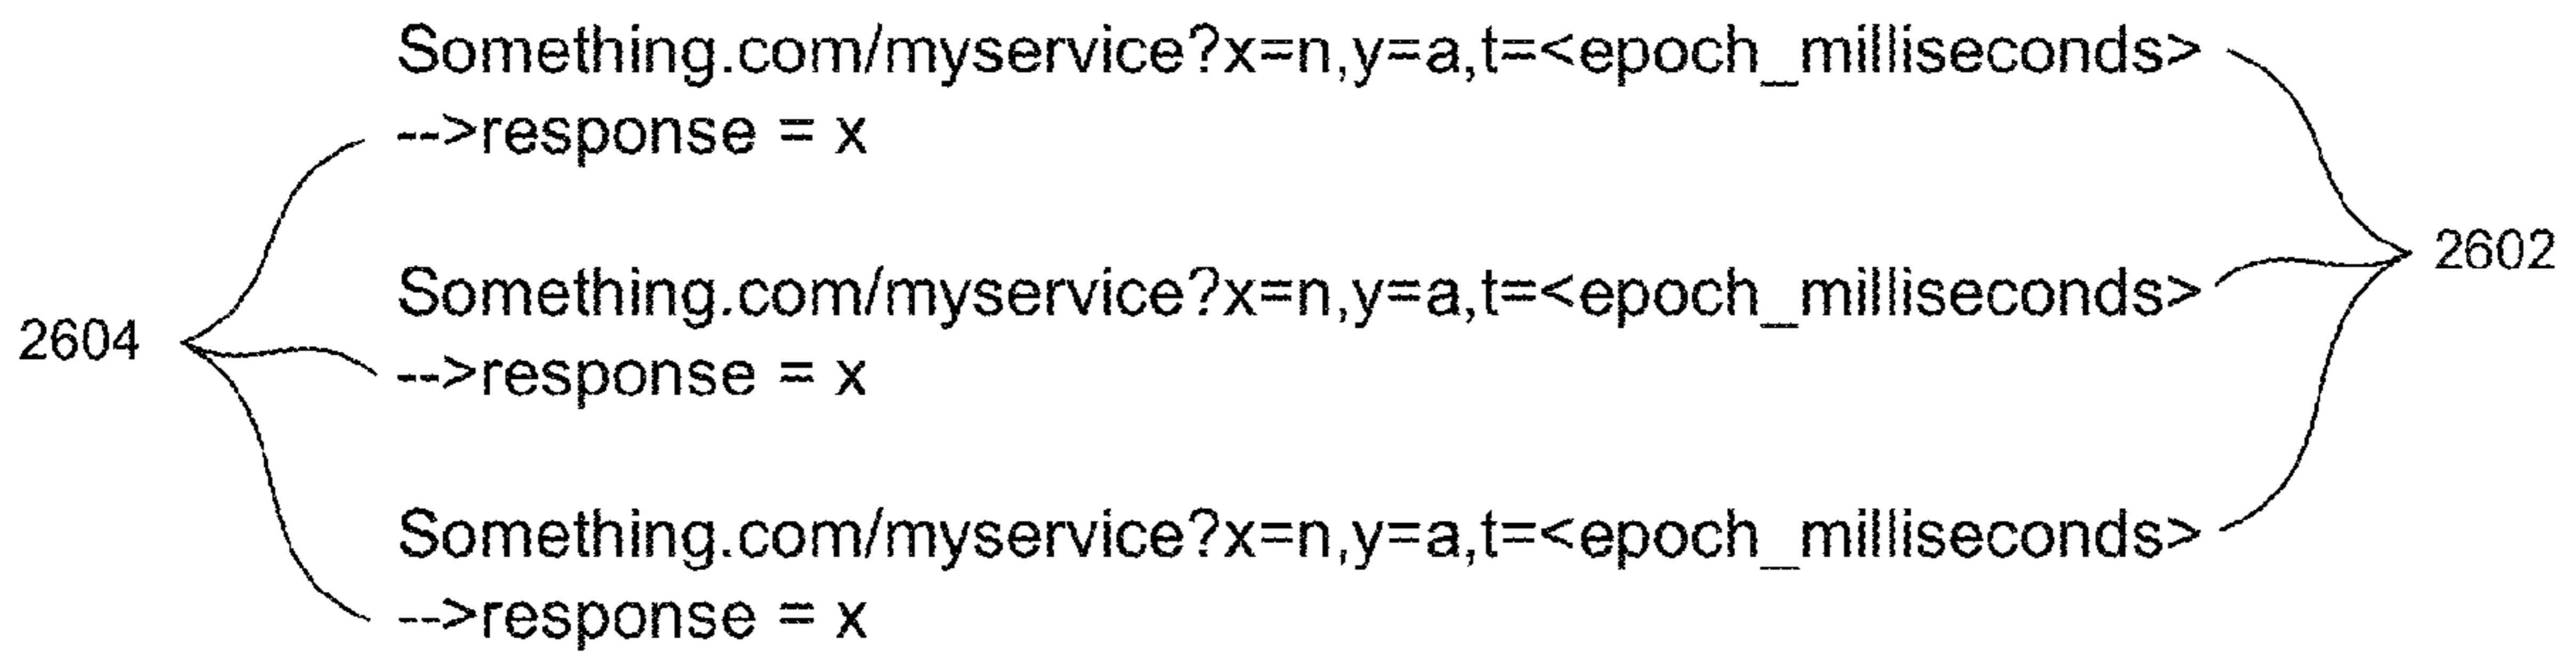 Something.com/myservice?x=n,y=a,t=<epoch_milliseconds>
-->response = x
2602
Something.com/myservice?x=n,y=a,t=<epoch_milliseconds>
2604
-->response = x
Something.com/myservice?x=n,y=a,t=<epoch_milliseconds>
-->response = x